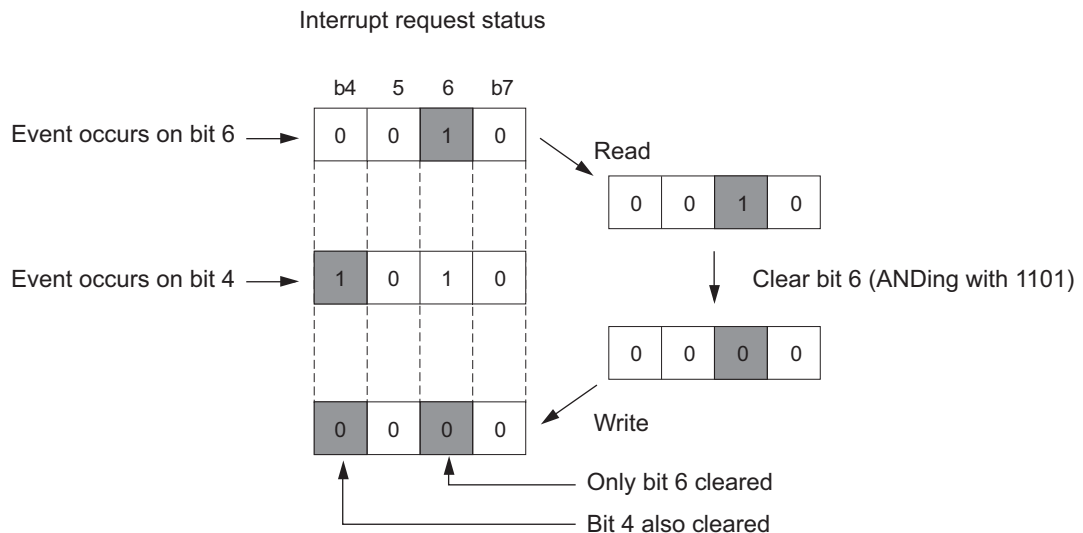 Interrupt request status
b4 5 6 b7
Event occurs on bit 6
0 0 1 0
Read
0 0 1 0
Event occurs on bit 4
1 0 1 0
Clear bit 6 (ANDing with 1101)
0 0 0 0
Write
0 0 0 0
Only bit 6 cleared
Bit 4 also cleared